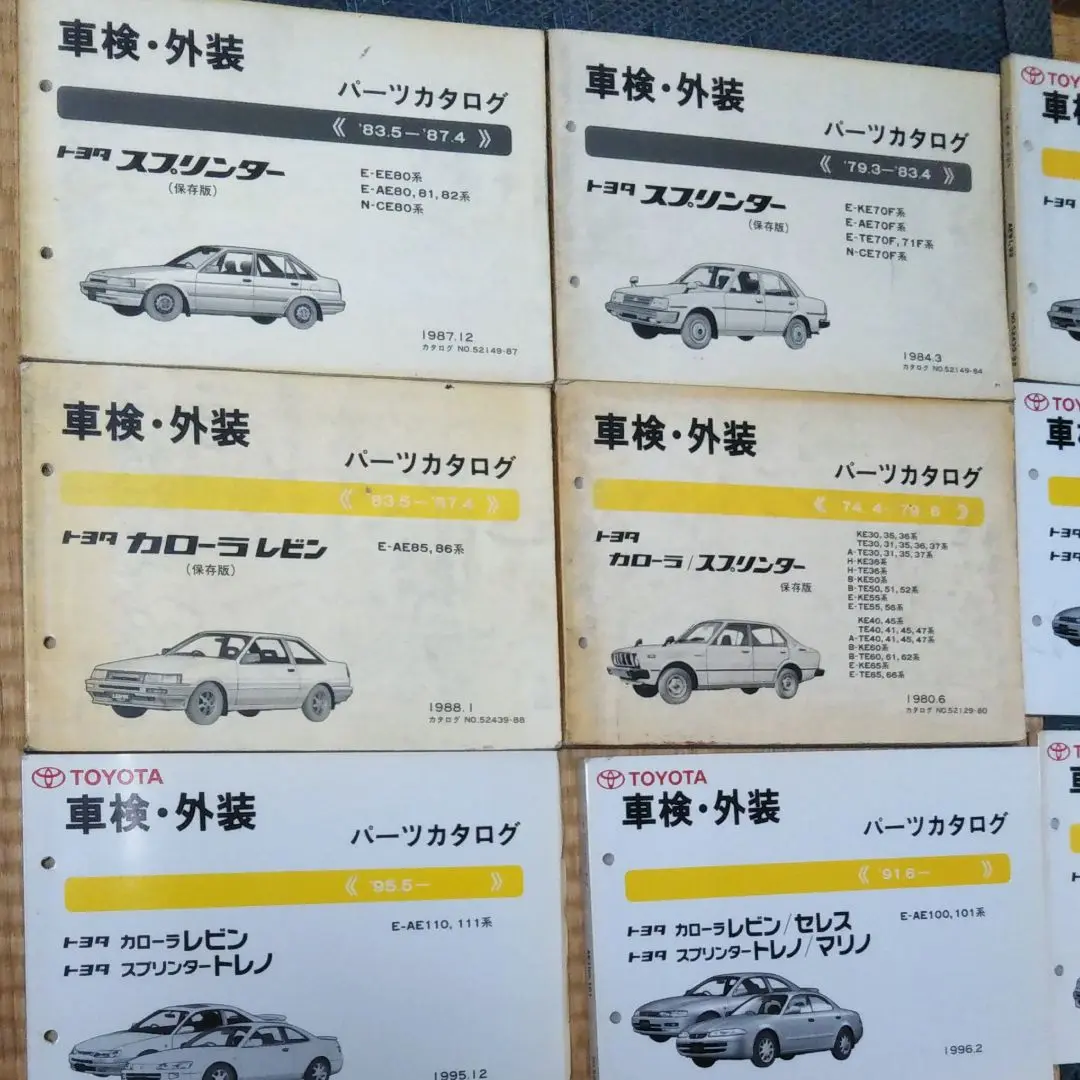 車検・外装
パーツカタログ
《 '83.5－'87.4 》
トヨタ スプリンター
(保存版)
E-EE80系
E-AE80, 81, 82系
N-CE80系
1987.12
カタログ NO.52149-87
車検・外装
パーツカタログ
《 '79.3－'83.4 》
トヨタ スプリンター
(保存版)
E-KE70F系
E-AE70F系
E-TE70F, 71F系
N-CE70F系
1984.3
カタログ NO.52149-84
車検・外装
パーツカタログ
《 '83.5－'87.4 》
トヨタ カローラ レビン
(保存版)
E-AE85, 86系
1988.1
カタログ NO.52439-88
車検・外装
パーツカタログ
《 '74.4-'79.6 》
トヨタ
カローラ/スプリンター
保存版
KE30, 35, 36系
TE30, 31, 35, 36, 37系
A-TE30, 31, 35, 37系
H-KE36系
H-TE36系
B-KE50系
B-TE50, 51, 52系
E-KE55系
E-TE55, 56系
KE40, 45系
TE40, 41, 45, 47系
A-TE40, 41, 45, 47系
B-KE60系
B-TE60, 61, 62系
E-KE65系
E-TE65, 66系
1980.6
カタログ NO.52129-80
TOYOTA
車検・外装
パーツカタログ
《 '95.5－ 》
トヨタ カローラ レビン
トヨタ スプリンター トレノ
E-AE110, 111系
1995.12
TOYOTA
車検・外装
パーツカタログ
《 '91.6－ 》
トヨタ カローラ レビン/セレス
トヨタ スプリンター トレノ/マリノ
E-AE100, 101系
1996.2
トヨタ
トヨタ
トヨタ